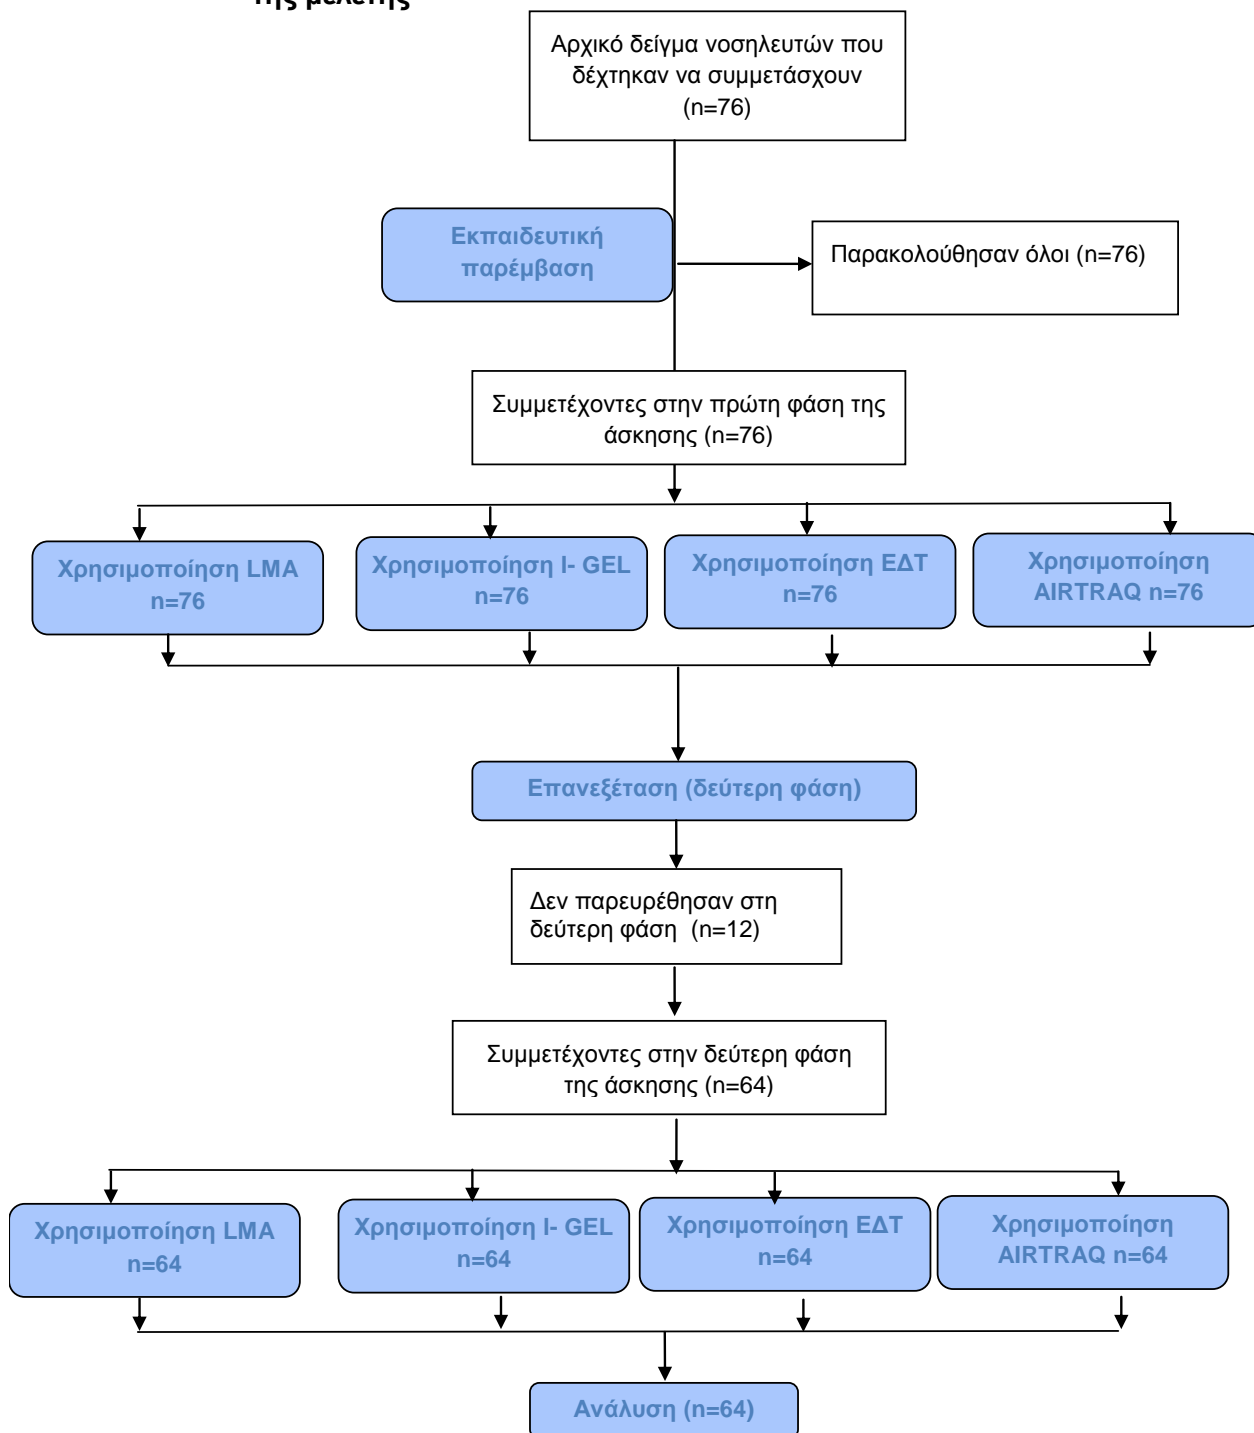 της μελέτης
Αρχικό δείγμα νοσηλευτών που
δέχτηκαν να συμμετάσχουν
(n=76)
Εκπαιδευτική
παρέμβαση
Παρακολούθησαν όλοι (n=76)
Συμμετέχοντες στην πρώτη φάση της
άσκησης (n=76)
Χρησιμοποίηση LMA
n=76
Χρησιμοποίηση I- GEL
n=76
Χρησιμοποίηση ΕΔΤ
n=76
Χρησιμοποίηση
AIRTRAQ n=76
Επανεξέταση (δεύτερη φάση)
Δεν παρευρέθησαν στη
δεύτερη φάση  (n=12)
Συμμετέχοντες στην δεύτερη φάση
της άσκησης (n=64)
Χρησιμοποίηση LMA
n=64
Χρησιμοποίηση I- GEL
n=64
Χρησιμοποίηση ΕΔΤ
n=64
Χρησιμοποίηση
AIRTRAQ n=64
Ανάλυση (n=64)